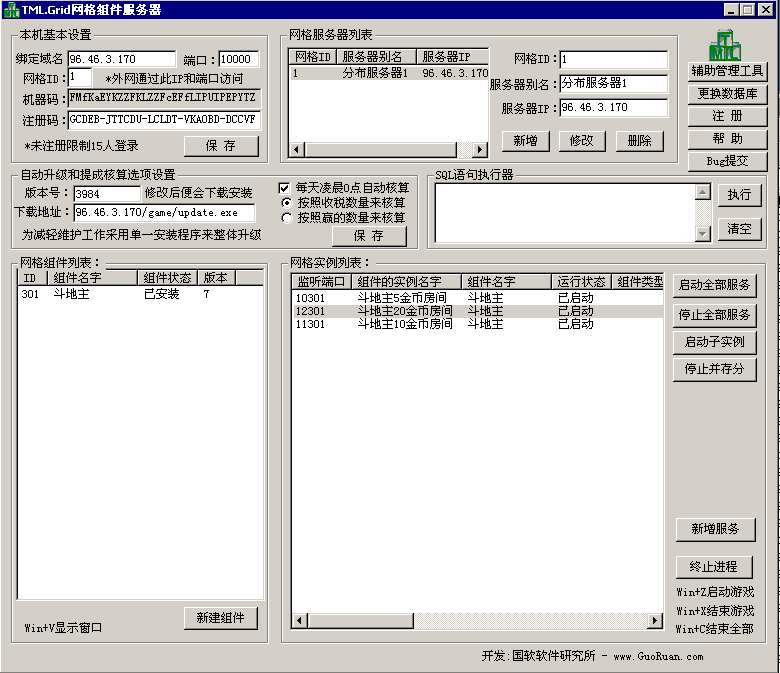 TML.Grid网格组件服务器
本机基本设置
绑定域名 96.46.3.170 端口：10000
网格ID：1 *外网通过此IP和端口访问
机器码：FMfKaEYKZZFKLZZFcEFfLIPUIPEPYTZ
注册码：GCDEB-JTTCDU-LCLDT-VKAOBD-DCCVF
*未注册限制15人登录 保 存
网格服务器列表
网格ID 服务器别名 服务器IP
1 分布服务器1 96.46.3.170
网格ID：1
服务器别名：分布服务器1
服务器IP：96.46.3.170
新增 修改 删除
辅助管理工具
更换数据库
注 册
帮 助
Bug提交
自动升级和提成核算选项设置
版本号：3984 修改后便会下载安装
下载地址：96.46.3.170/game/update.exe
为减轻维护工作采用单一安装程序来整体升级
每天凌晨0点自动核算
按照收税数量来核算
按照赢的数量来核算
保 存
SQL语句执行器
执行
清空
网格组件列表：
ID 组件名字 组件状态 版本
301 斗地主 已安装 7
Win+V显示窗口 新建组件
网格实例列表：
监听端口 组件的实例名字 组件名字 运行状态 组件类型
10301 斗地主5金币房间 斗地主 已启动
12301 斗地主20金币房间 斗地主 已启动
11301 斗地主10金币房间 斗地主 已启动
启动全部服务
停止全部服务
启动子实例
停止并存分
新增服务
终止进程
Win+Z启动游戏
Win+X结束游戏
Win+C结束全部
开发:国软软件研究所 - www.GuoRuan.com